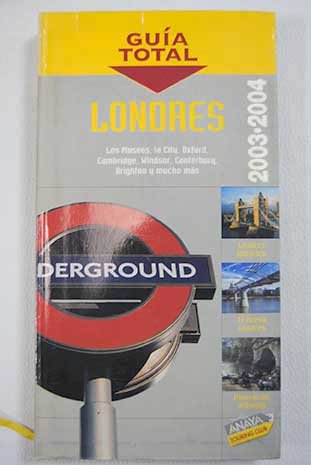 GUÍA
TOTAL
LONDRES
Los Museos, la City, Oxford,
Cambridge, Windsor, Canterbury,
Brighton y mucho más
2003•2004
DERGROUND
ANAYA
TOURING CLUB